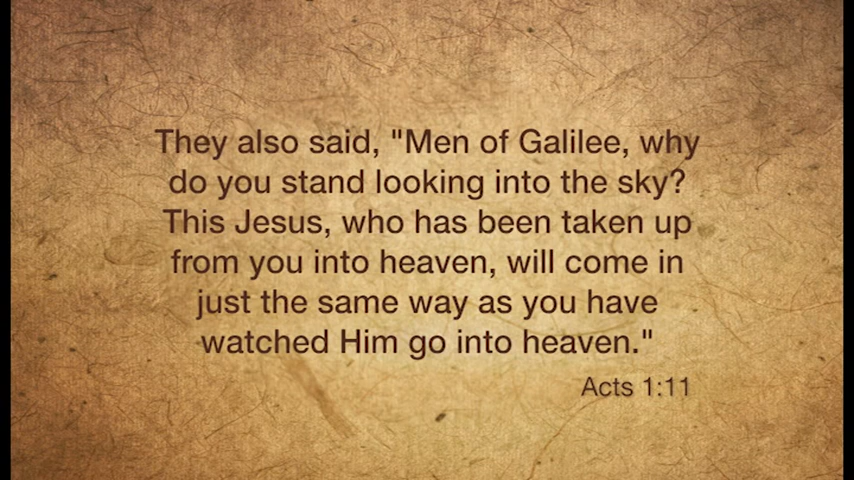 They also said, "Men of Galilee, why
do you stand looking into the sky?
This Jesus, who has been taken up
from you into heaven, will come in
just the same way as you have
watched Him go into heaven."
Acts 1:11